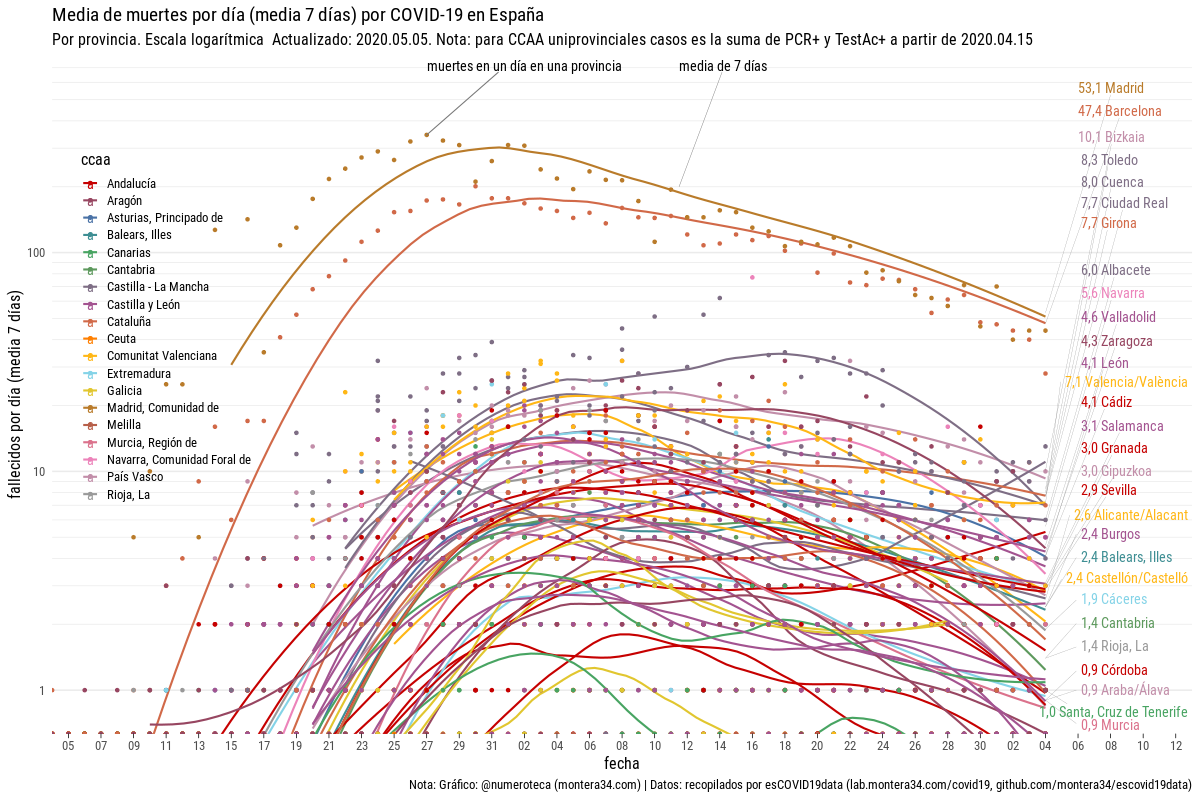 Media de muertes por día (media 7 días) por COVID-19 en España
Por provincia. Escala logarítmica  Actualizado: 2020.05.05. Nota: para CCAA uniprovinciales casos es la suma de PCR+ y TestAc+ a partir de 2020.04.15
muertes en un día en una provincia
media de 7 días
ccaa
Andalucía
Aragón
Asturias, Principado de
Balears, Illes
Canarias
Cantabria
Castilla - La Mancha
Castilla y León
Cataluña
Ceuta
Comunitat Valenciana
Extremadura
Galicia
Madrid, Comunidad de
Melilla
Murcia, Región de
Navarra, Comunidad Foral de
País Vasco
Rioja, La
53,1 Madrid
47,4 Barcelona
10,1 Bizkaia
8,3 Toledo
8,0 Cuenca
7,7 Ciudad Real
7,7 Girona
6,0 Albacete
5,6 Navarra
4,6 Valladolid
4,3 Zaragoza
4,1 León
7,1 Valencia/València
4,1 Cádiz
3,1 Salamanca
3,0 Granada
3,0 Gipuzkoa
2,9 Sevilla
2,6 Alicante/Alacant
2,4 Burgos
2,4 Balears, Illes
2,4 Castellón/Castelló
1,9 Cáceres
1,4 Cantabria
1,4 Rioja, La
0,9 Córdoba
0,9 Araba/Álava
1,0 Santa, Cruz de Tenerife
0,9 Murcia
fallecidos por día (media 7 días)
100
10
1
05 07 09 11 13 15 17 19 21 23 25 27 29 31 02 04 06 08 10 12 14 16 18 20 22 24 26 28 30 02 04 06 08 10 12
fecha
Nota: Gráfico: @numeroteca (montera34.com) | Datos: recopilados por esCOVID19data (lab.montera34.com/covid19, github.com/montera34/escovid19data)